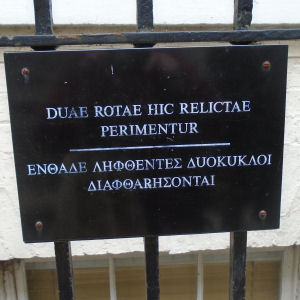 DUAE ROTAE HIC RELICTAE
PERIMENTUR
ΕΝΘΑΔΕ ΛΗΦΘΕΝΤΕΣ ΔΥΟΚΥΚΛΟΙ
ΔΙΑΦΘΑΡΗΣΟΝΤΑΙ